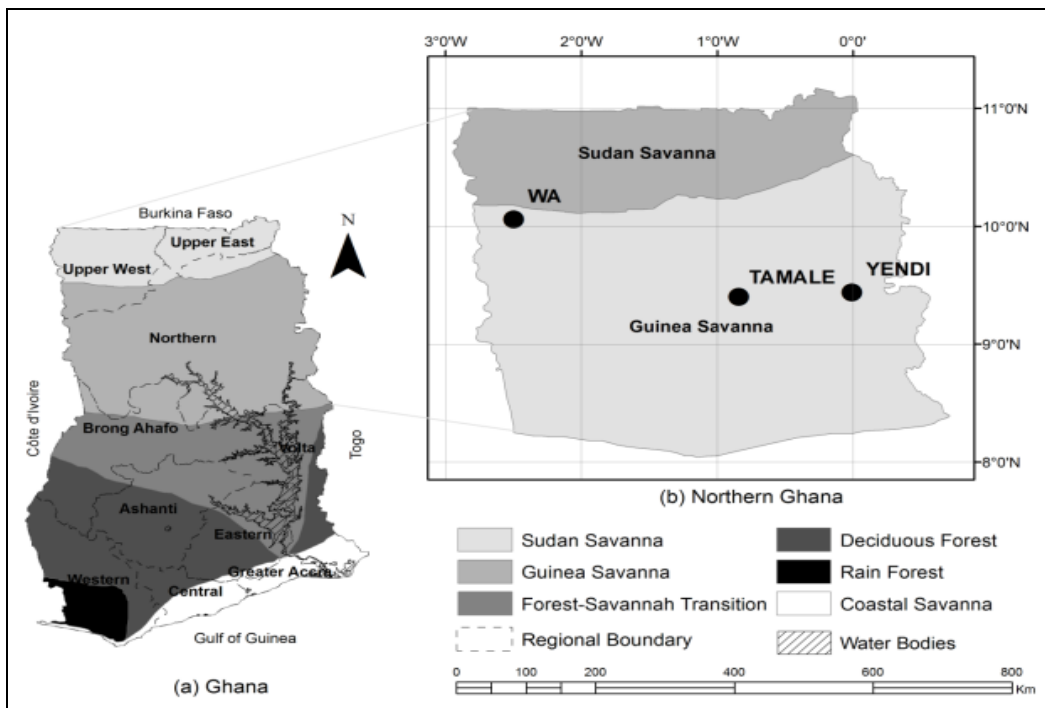 3°0'W 2°0'W 1°0'W 0°0'
11°0'N
Sudan Savanna
WA
10°0'N
TAMALE
YENDI
Guinea Savanna
9°0'N
8°0'N
(b) Northern Ghana
Burkina Faso
N
Upper East
Upper West
Northern
Côte d'Ivoire
Brong Ahafo
Volta
Togo
Ashanti
Eastern
Western
Greater Accra
Central
Gulf of Guinea
(a) Ghana
Sudan Savanna
Guinea Savanna
Forest-Savannah Transition
Regional Boundary
Deciduous Forest
Rain Forest
Coastal Savanna
Water Bodies
0 50 100 200 400 600 800
Km